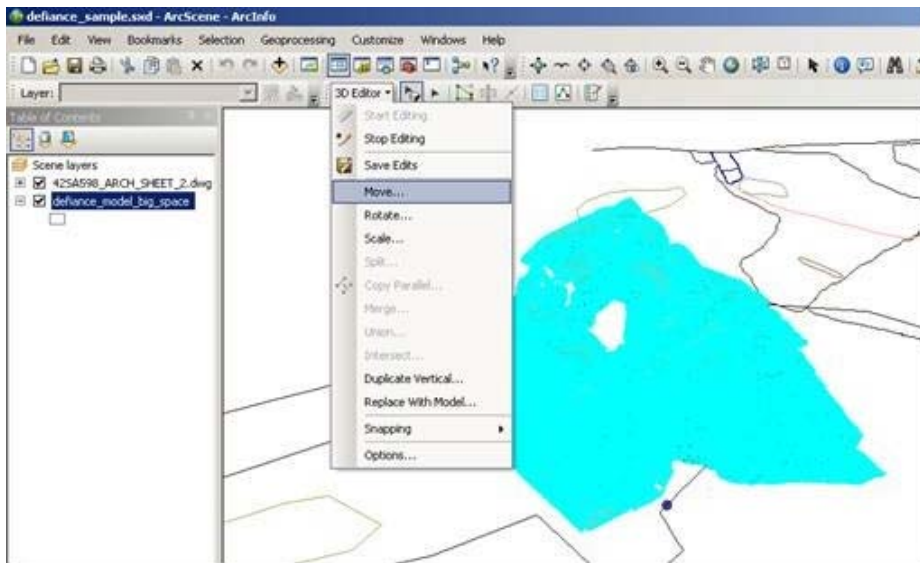 defiance_sample.sxd - ArcScene - ArcInfo
File Edit View Bookmarks Selection Geoprocessing Customize Windows Help
Layer: 3D Editor
Table of Contents
Scene layers
42SA598_ARCH_SHEET_2.dwg
defiance_model_big_space
Start Editing
Stop Editing
Save Edits
Move...
Rotate...
Scale...
Split...
Copy Parallel...
Merge...
Union...
Intersect...
Duplicate Vertical...
Replace With Model...
Snapping
Options...